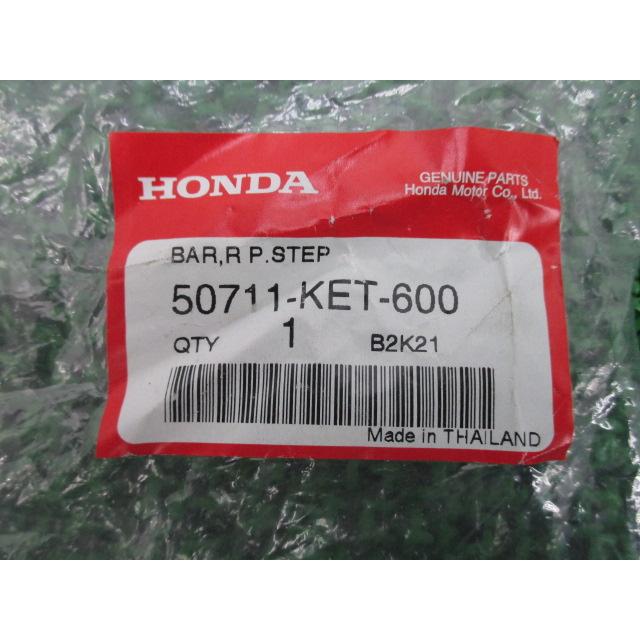 HONDA
GENUINE PARTS
Honda Motor Co., Ltd.
BAR,R P.STEP
50711-KET-600
QTY 1 B2K21
Made in THAILAND